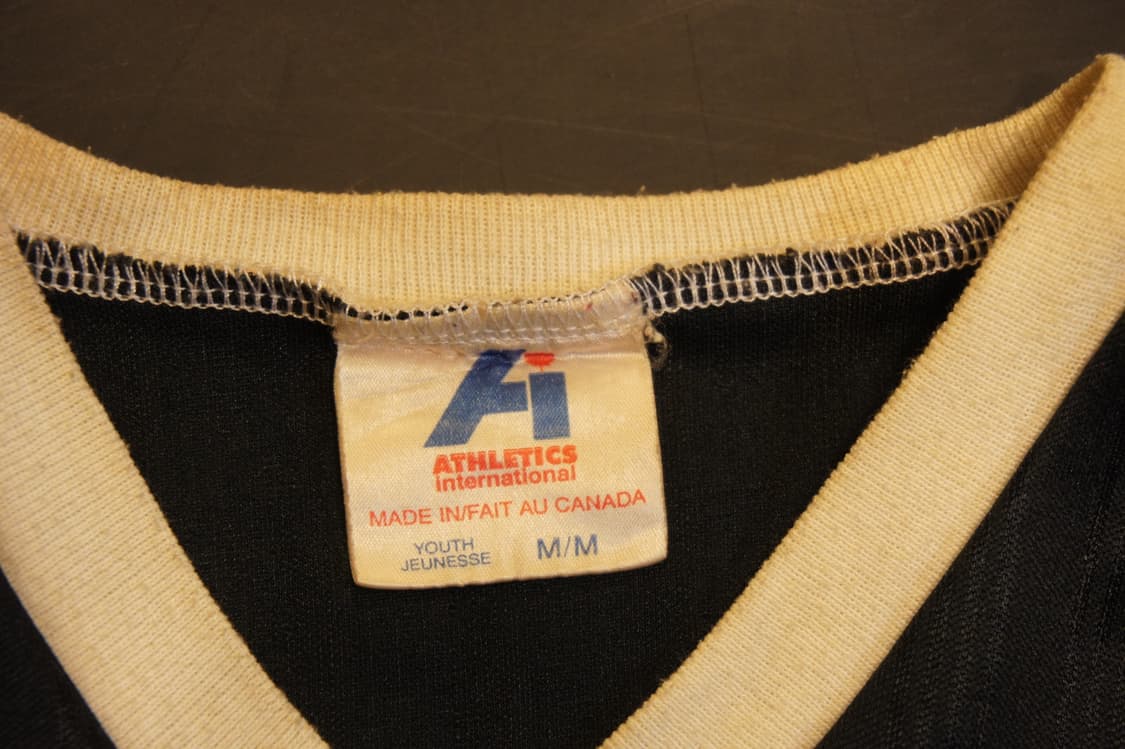 Ai
ATHLETICS
international
MADE IN/FAIT AU CANADA
YOUTH M/M
JEUNESSE